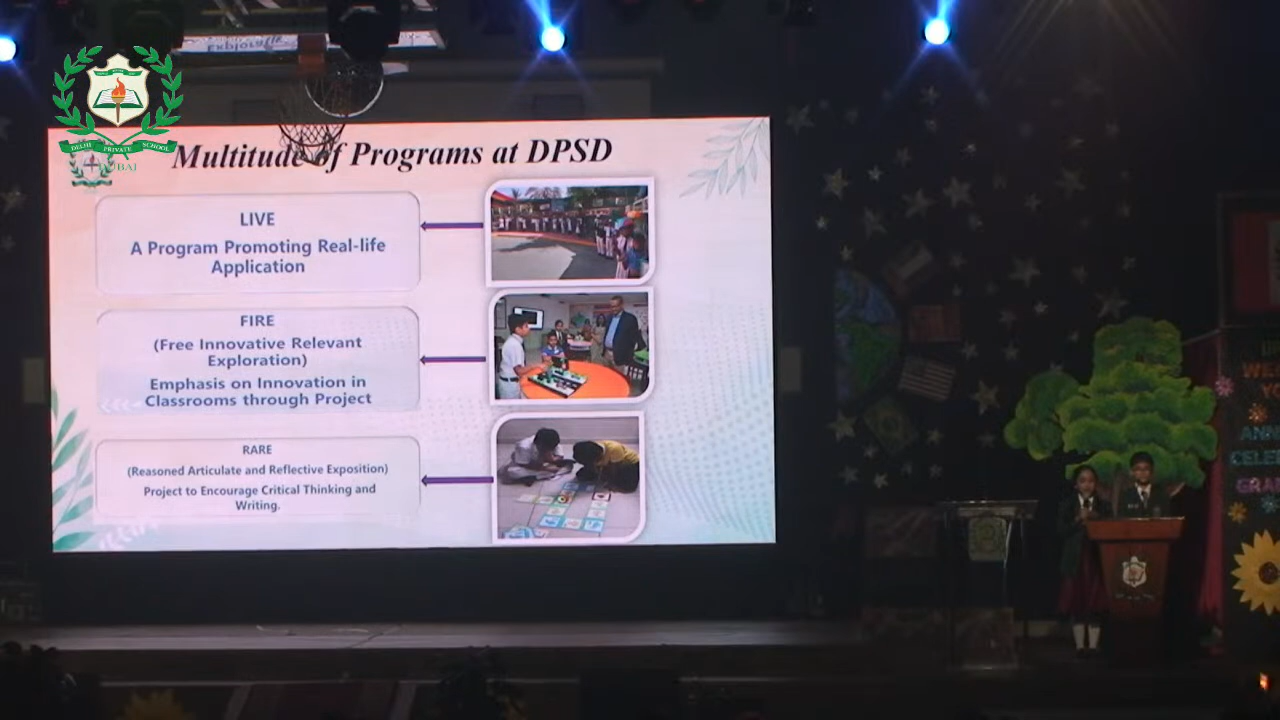 DELHI PRIVATE SCHOOL
Multitude of Programs at DPSD
LIVE
A Program Promoting Real-life
Application
FIRE
(Free Innovative Relevant
Exploration)
Emphasis on Innovation in
Classrooms through Project
RARE
(Reasoned Articulate and Reflective Exposition)
Project to Encourage Critical Thinking and
Writing.